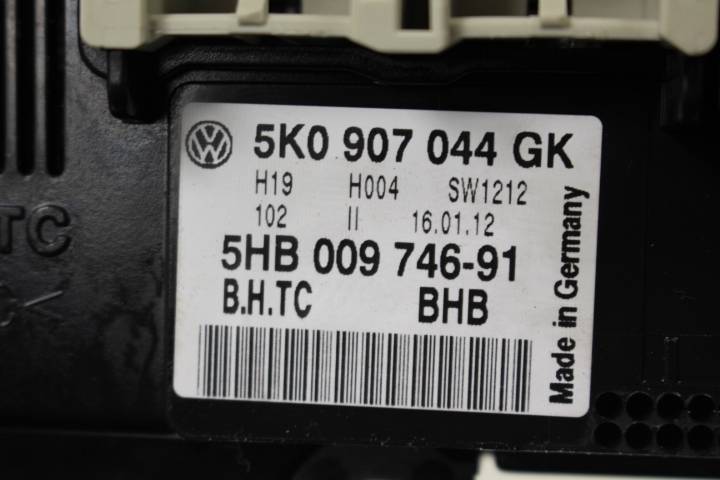 5K0 907 044 GK
H19 H004 SW1212
102 II 16.01.12
5HB 009 746-91
B.H.TC BHB
Made in Germany
TC